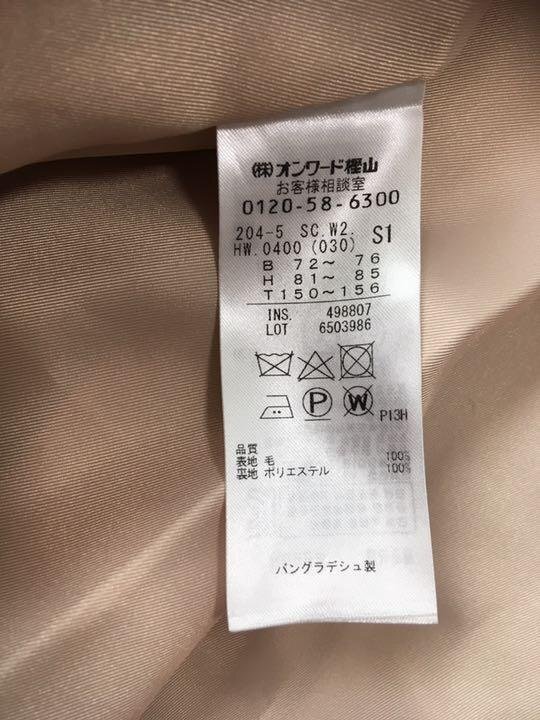 ㈱オンワード樫山
お客様相談室
0120-58-6300
204-5 SC.W2.
HW.0400 (030) S1
B 72～ 76
H 81～ 85
T150～156
INS. 498807
LOT 6503986
P
W
P13H
品質
表地 毛 100%
裏地 ポリエステル 100%
バングラデシュ製